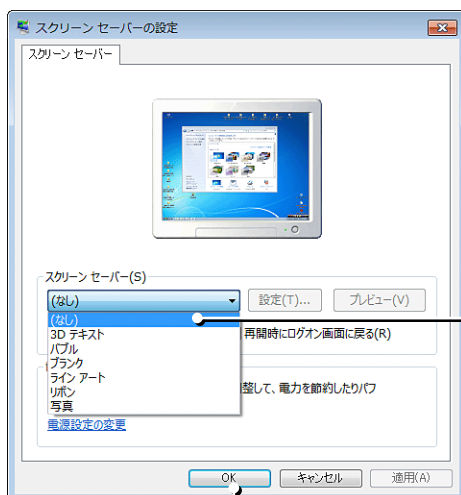 スクリーン セーバーの設定
スクリーン セーバー
スクリーン セーバー(S)
(なし)
設定(T)...
プレビュー(V)
(なし)
3D テキスト
再開時にログオン画面に戻る(R)
バブル
ブランク
ライン アート
リボン
整して、電力を節約したりパフ
写真
電源設定の変更
OK
キャンセル
適用(A)